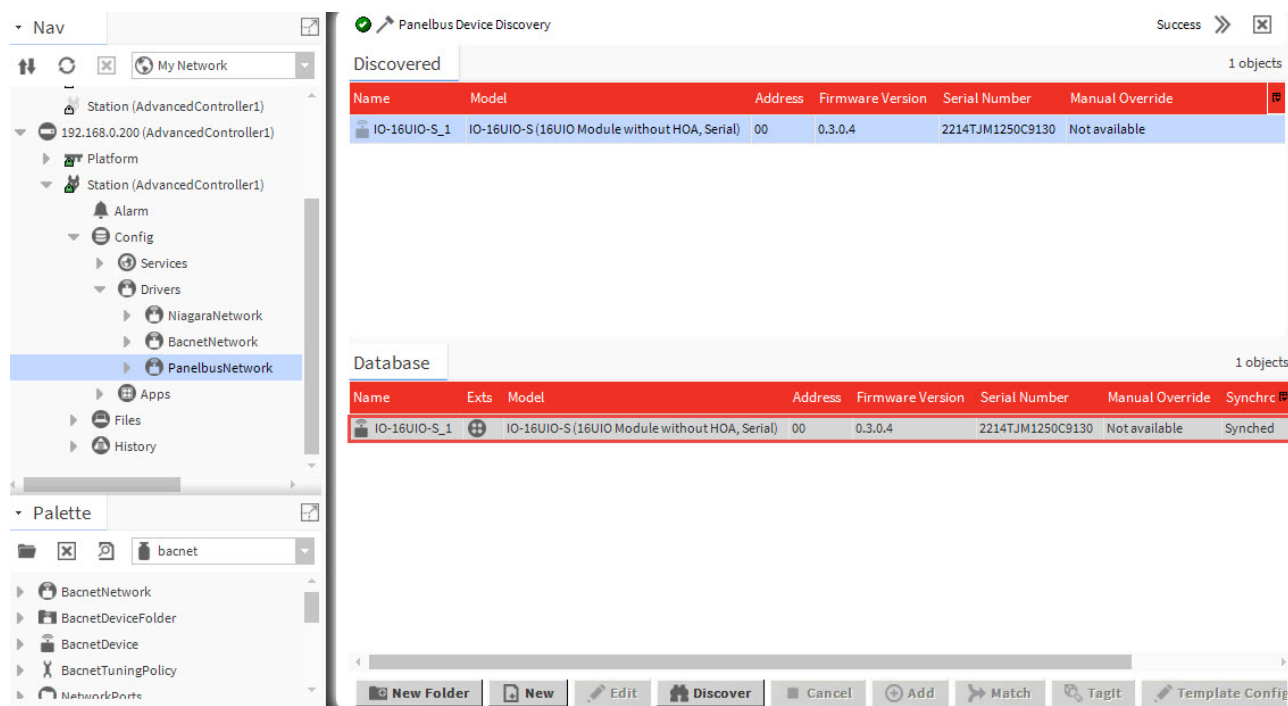 Nav
My Network
Station (AdvancedController1)
192.168.0.200 (AdvancedController1)
Platform
Station (AdvancedController1)
Alarm
Config
Services
Drivers
NiagaraNetwork
BacnetNetwork
PanelbusNetwork
Apps
Files
History
Palette
bacnet
BacnetNetwork
BacnetDeviceFolder
BacnetDevice
BacnetTuningPolicy
NetworkPorts
Panelbus Device Discovery Success
Discovered 1 objects
Name Model Address Firmware Version Serial Number Manual Override
IO-16UIO-S_1 IO-16UIO-S (16UIO Module without HOA, Serial) 00 0.3.0.4 2214TJM1250C9130 Not available
Database 1 objects
Name Exts Model Address Firmware Version Serial Number Manual Override Synchrc
IO-16UIO-S_1 IO-16UIO-S (16UIO Module without HOA, Serial) 00 0.3.0.4 2214TJM1250C9130 Not available Synched
New Folder New Edit Discover Cancel Add Match TagIt Template Config